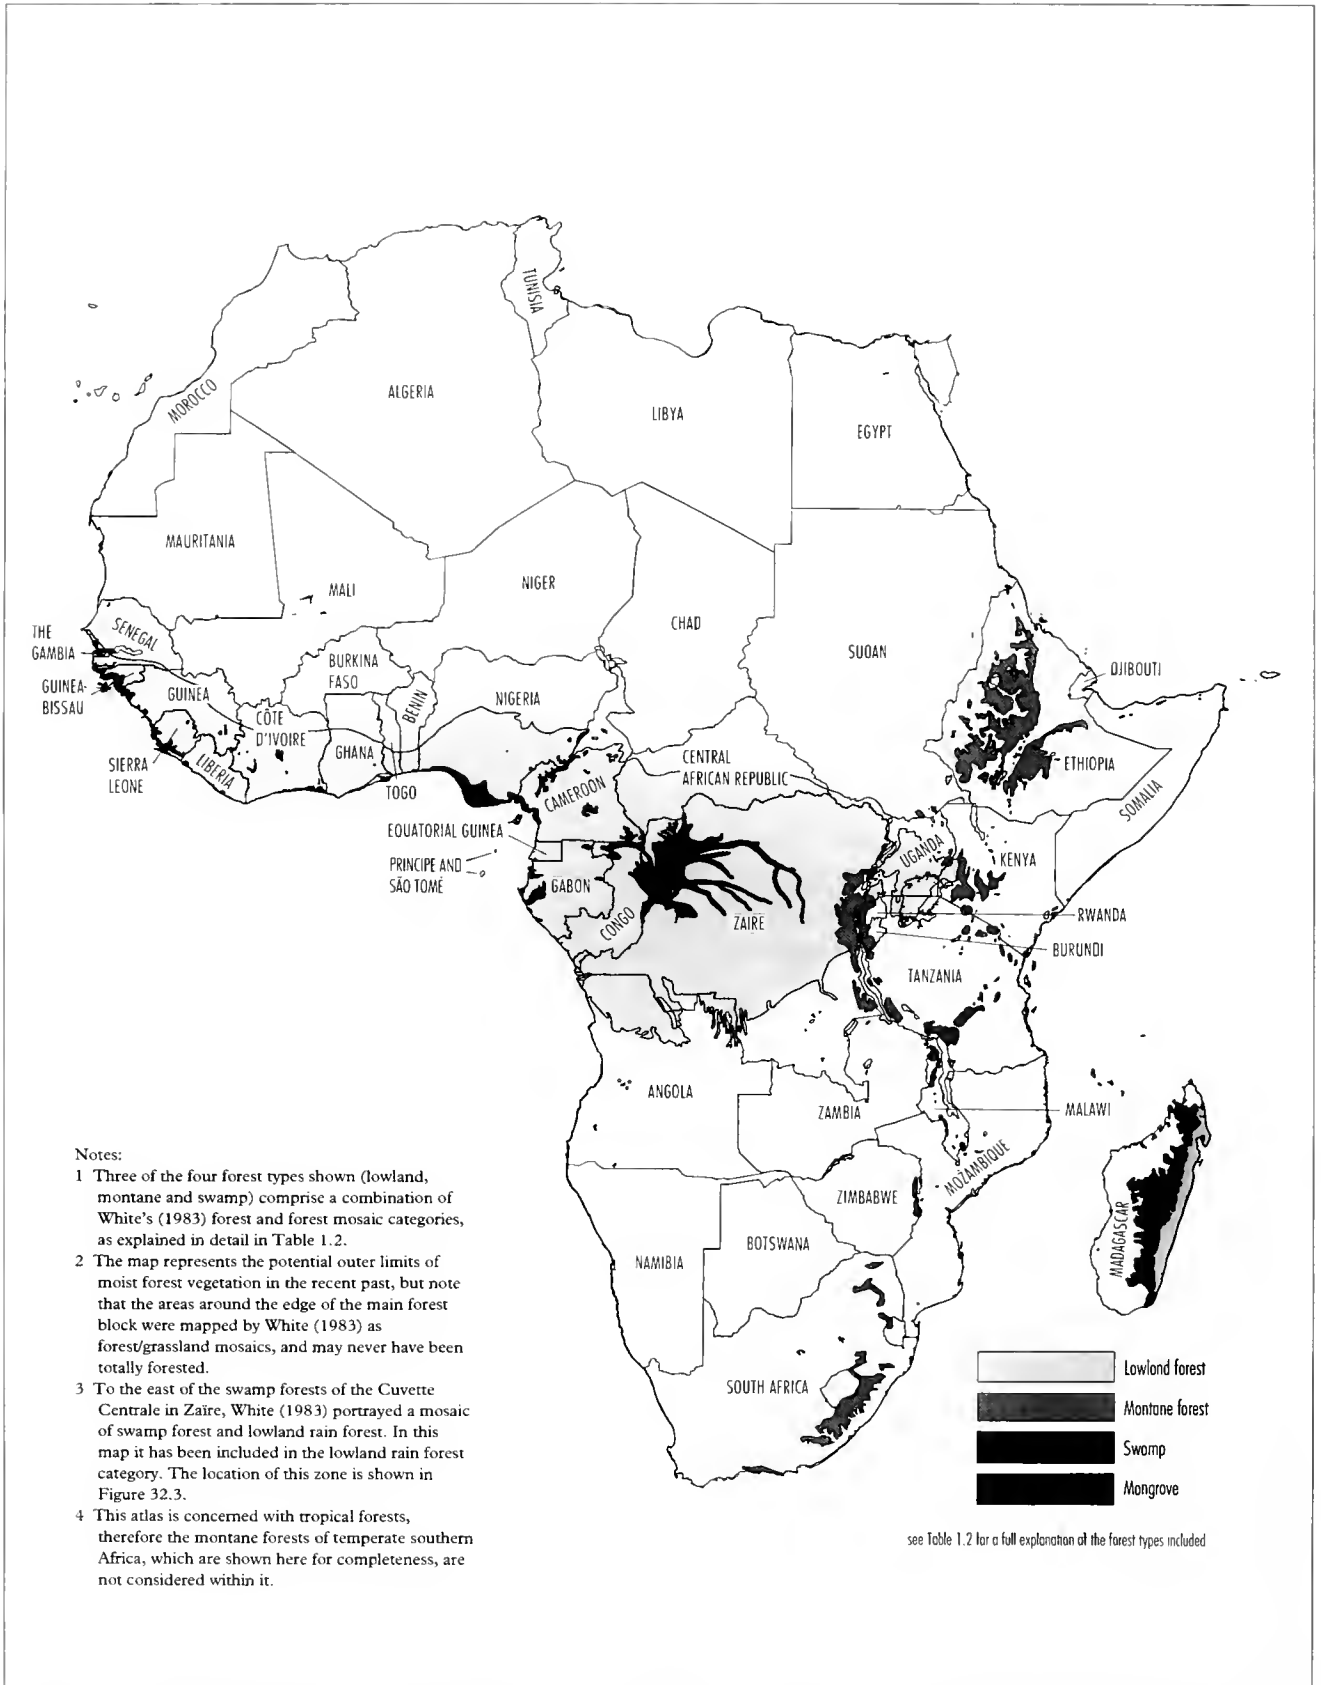 TUNISIA
MOROCCO
ALGERIA
LIBYA
EGYPT
MAURITANIA
MALI
NIGER
CHAD
SUOAN
THE
GAMBIA
SENEGAL
GUINEA-
BISSAU
GUINEA
BURKINA
FASO
BENIN
NIGERIA
DJIBOUTI
CÔTE
D'IVOIRE
GHANA
SIERRA
LEONE
LIBERIA
TOGO
CENTRAL
AFRICAN REPUBLIC
CAMEROON
ETHIOPIA
SOMALIA
EQUATORIAL GUINEA
PRINCIPE AND
SÃO TOMÉ
GABON
CONGO
ZAIRE
UGANDA
KENYA
RWANDA
BURUNDI
TANZANIA
ANGOLA
ZAMBIA
MALAWI
MOZAMBIQUE
ZIMBABWE
MADAGASCAR
NAMIBIA
BOTSWANA
SOUTH AFRICA
Notes:
1 Three of the four forest types shown (lowland,
montane and swamp) comprise a combination of
White's (1983) forest and forest mosaic categories,
as explained in detail in Table 1.2.
2 The map represents the potential outer limits of
moist forest vegetation in the recent past, but note
that the areas around the edge of the main forest
block were mapped by White (1983) as
forest/grassland mosaics, and may never have been
totally forested.
3 To the east of the swamp forests of the Cuvette
Centrale in Zaïre, White (1983) portrayed a mosaic
of swamp forest and lowland rain forest. In this
map it has been included in the lowland rain forest
category. The location of this zone is shown in
Figure 32.3.
4 This atlas is concerned with tropical forests,
therefore the montane forests of temperate southern
Africa, which are shown here for completeness, are
not considered within it.
Lowland forest
Montane forest
Swamp
Mongrove
see Table 1.2 for a full explanation of the forest types included